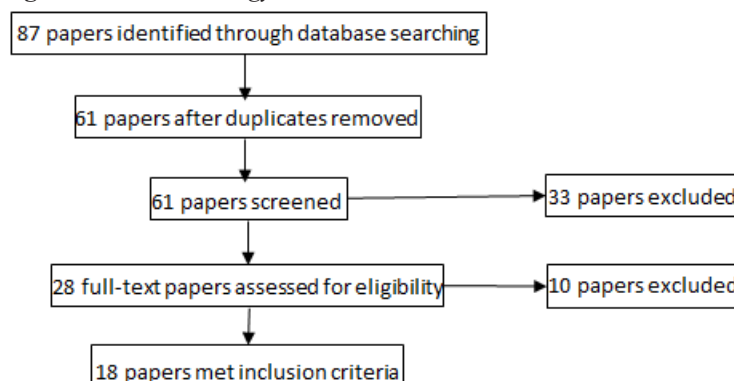 87 papers identified through database searching
61 papers after duplicates removed
61 papers screened
33 papers excluded
28 full-text papers assessed for eligibility
10 papers excluded
18 papers met inclusion criteria